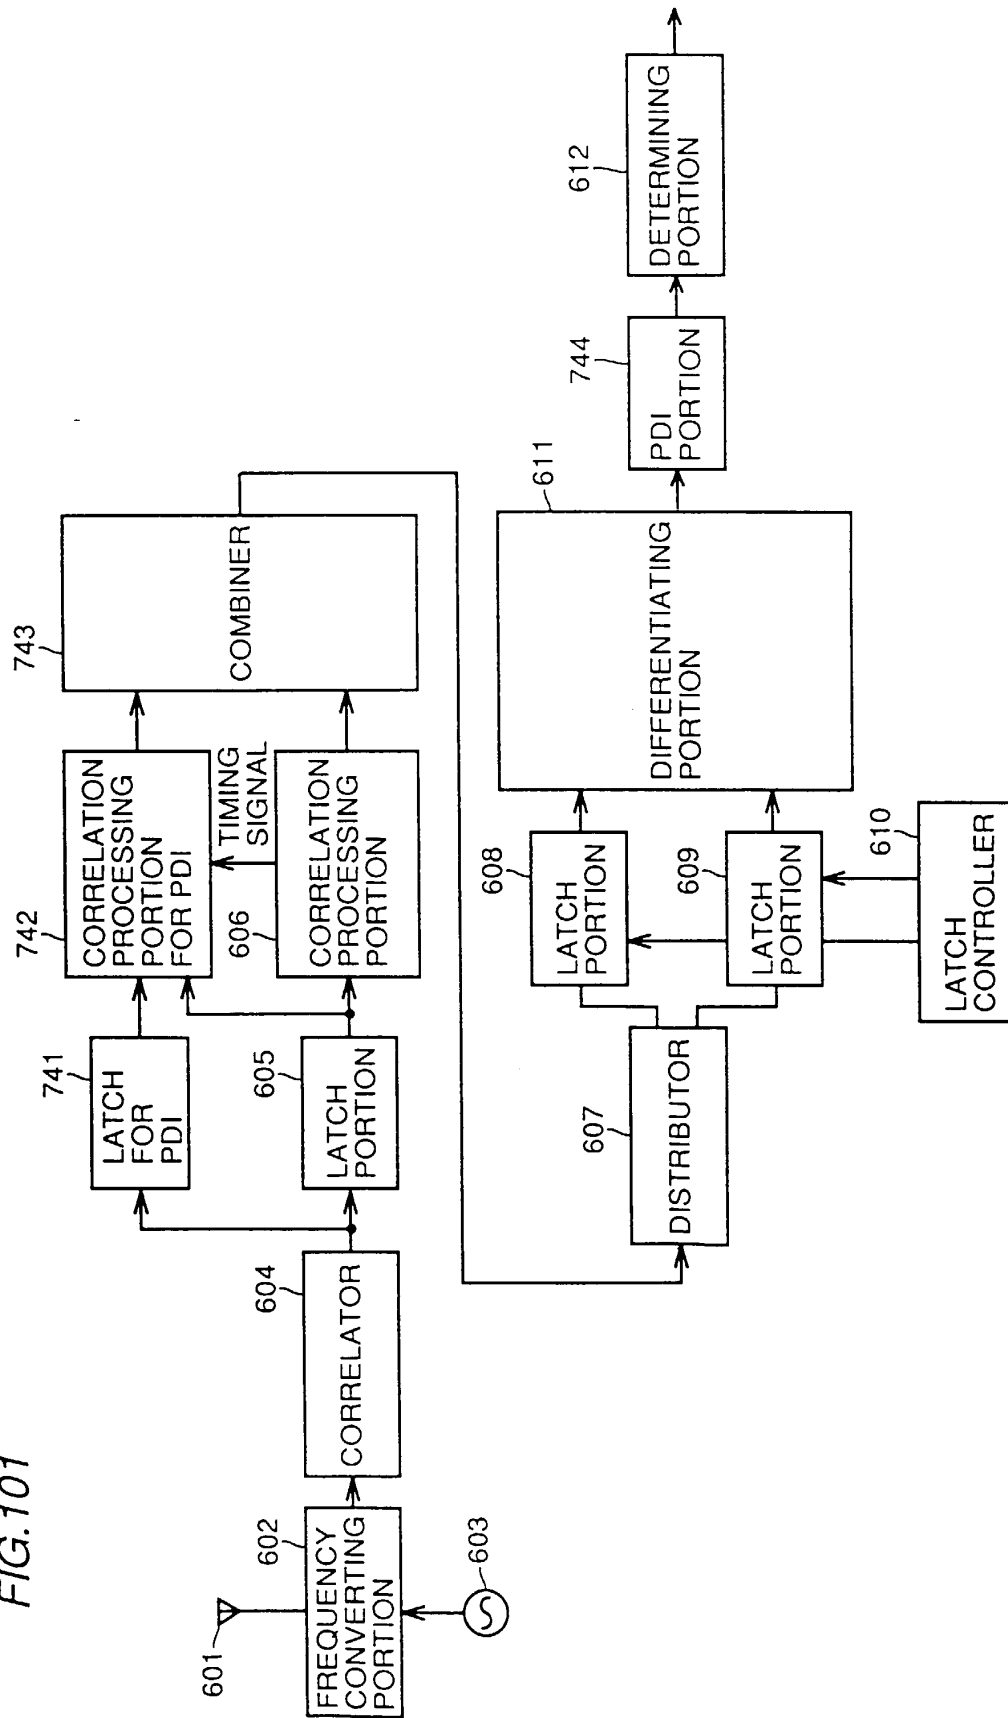 FIG.101
601
602
FREQUENCY
CONVERTING
PORTION
603
604
CORRELATOR
741
LATCH
FOR
PDI
605
LATCH
PORTION
742
CORRELATION
PROCESSING
PORTION
FOR PDI
TIMING
SIGNAL
606
CORRELATION
PROCESSING
PORTION
743
COMBINER
607
DISTRIBUTOR
608
LATCH
PORTION
609
LATCH
PORTION
610
LATCH
CONTROLLER
611
DIFFERENTIATING
PORTION
744
PDI
PORTION
612
DETERMINING
PORTION